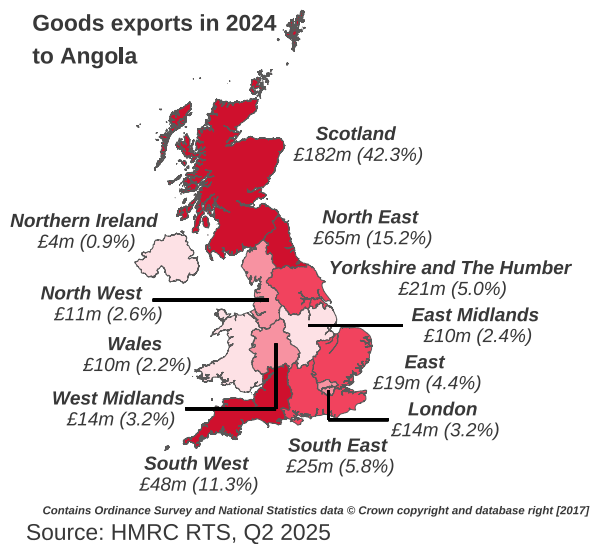 Goods exports in 2024
to Angola
Scotland
£182m (42.3%)
Northern Ireland
£4m (0.9%)
North East
£65m (15.2%)
Yorkshire and The Humber
£21m (5.0%)
North West
£11m (2.6%)
East Midlands
£10m (2.4%)
Wales
£10m (2.2%)
East
£19m (4.4%)
West Midlands
£14m (3.2%)
London
£14m (3.2%)
South East
£25m (5.8%)
South West
£48m (11.3%)
Contains Ordinance Survey and National Statistics data © Crown copyright and database right [2017]
Source: HMRC RTS, Q2 2025